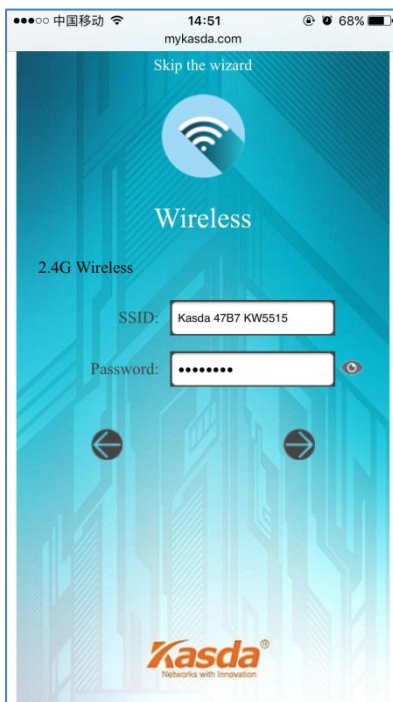 中国移动 14:51 68%
mykasda.com
Skip the wizard
Wireless
2.4G Wireless
SSID: Kasda 47B7 KW5515
Password: ••••••••
Kasda®
Networks with Innovation